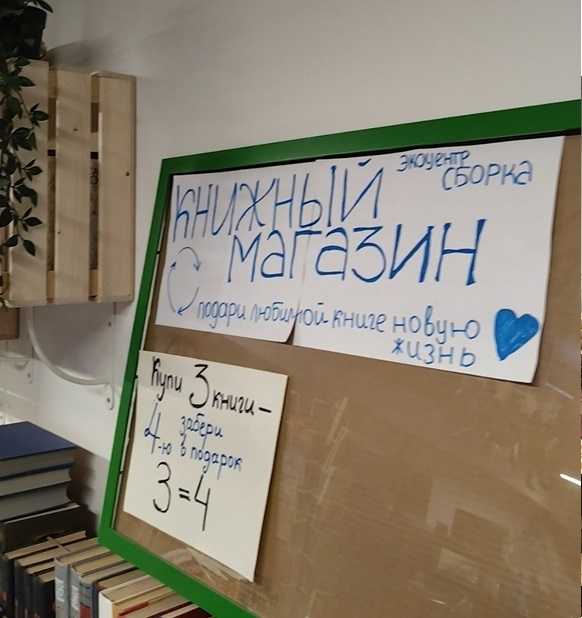 экоцентр
СБОРКА
КНИЖНЫЙ
МАГАЗИН
подари любимой книге новую
жизнь
Купи 3 книги –
забери
4-ю в подарок
3 = 4